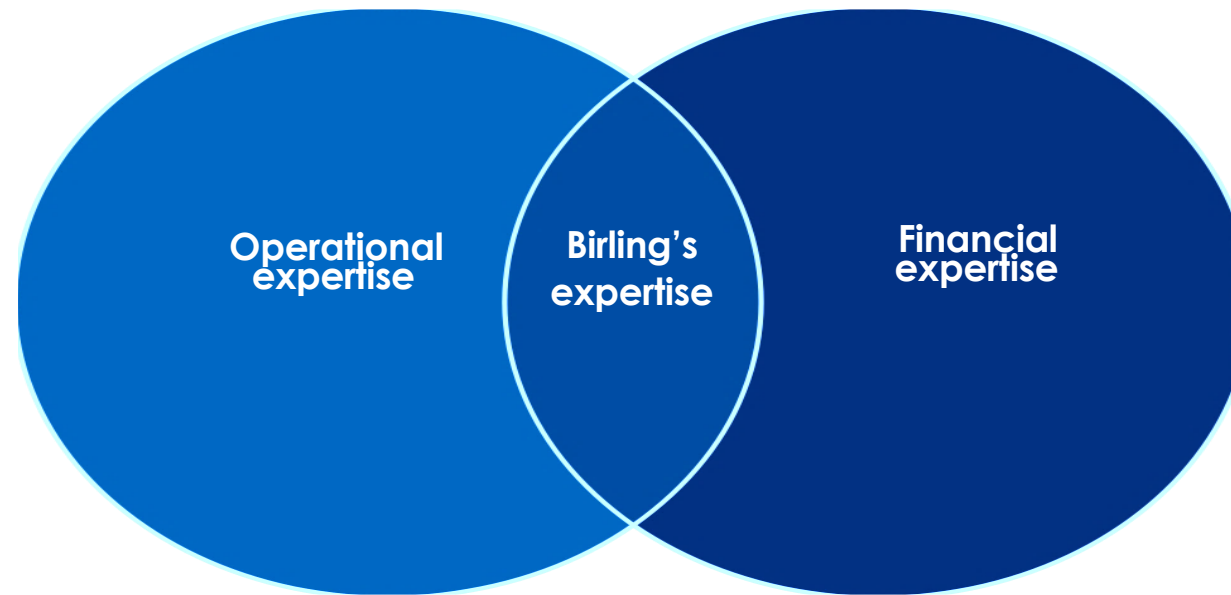 Operational
expertise
Birling’s
expertise
Financial
expertise